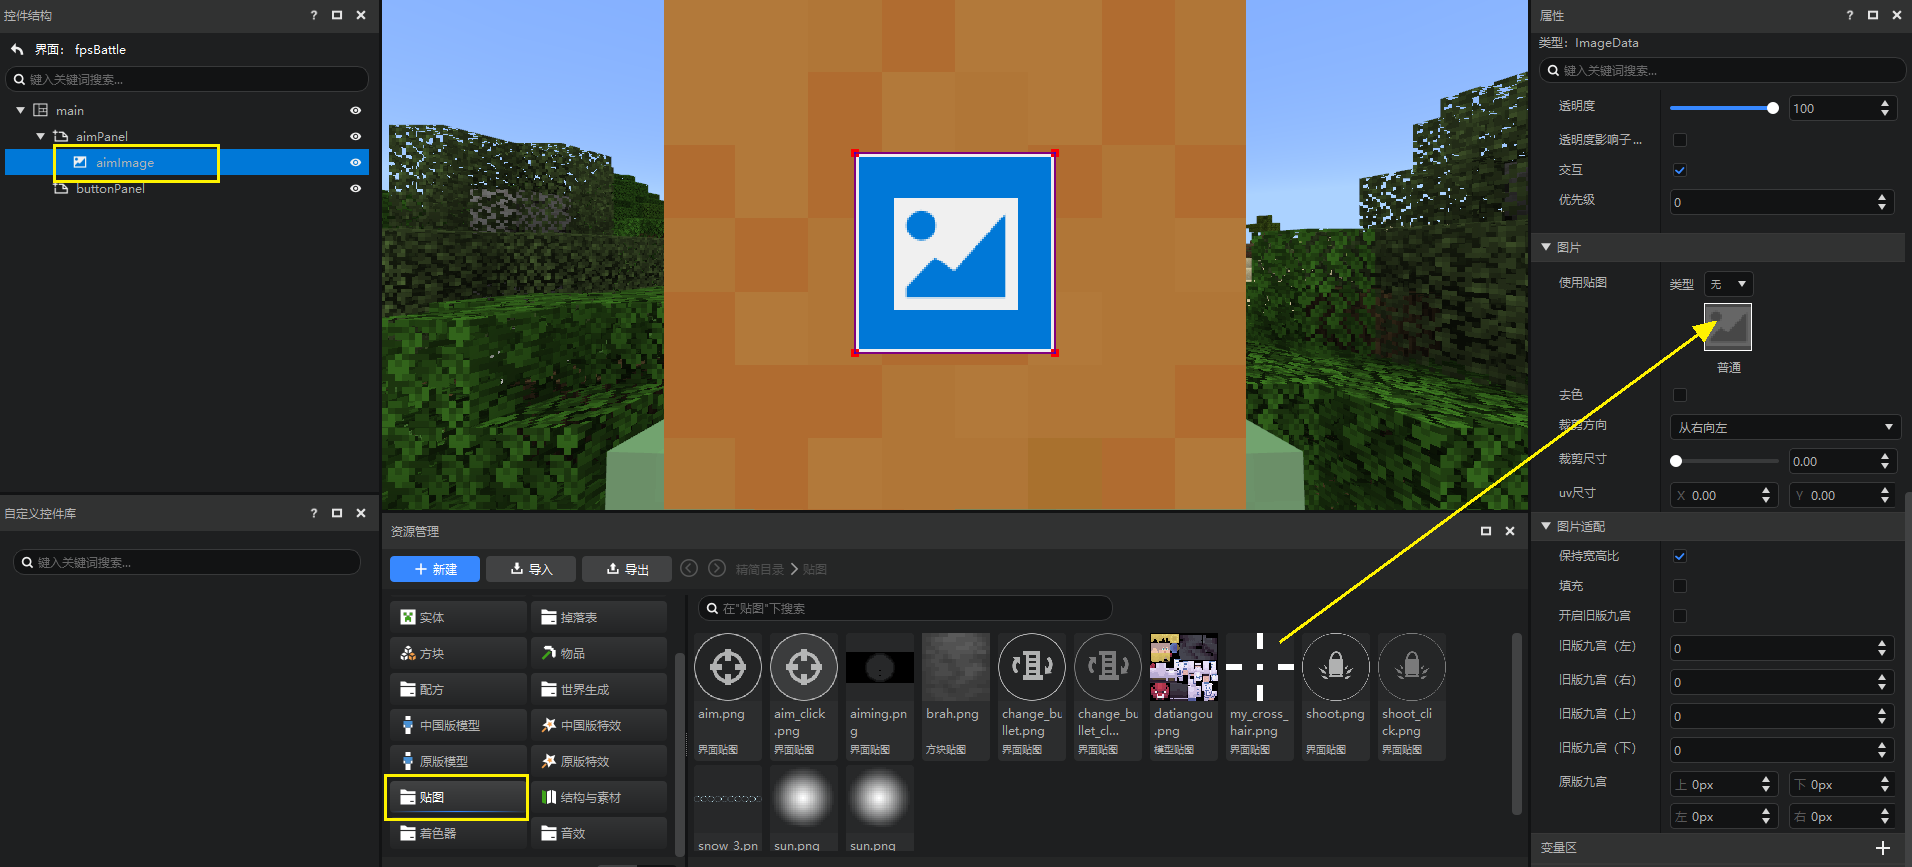 控件结构
?
界面： fpsBattle
键入关键词搜索...
main
aimPanel
aimImage
buttonPanel
自定义控件库
?
键入关键词搜索...
资源管理
新建
导入
导出
精简目录
贴图
实体
掉落表
方块
物品
配方
世界生成
中国版模型
中国版特效
原版模型
原版特效
贴图
结构与素材
着色器
音效
在"贴图"下搜索
aim.png
界面贴图
aim_click
.png
界面贴图
aiming.pn
g
界面贴图
brah.png
方块贴图
change_bu
llet.png
界面贴图
change_bu
llet_cl...
界面贴图
datiangou
.png
模型贴图
my_cross_
hair.png
界面贴图
shoot.png
界面贴图
shoot_cli
ck.png
界面贴图
snow_3.pn
sun.png
sun.png
属性
?
类型： ImageData
键入关键词搜索...
透明度
100
透明度影响子...
交互
优先级
0
图片
使用贴图
类型
无
普通
去色
裁剪方向
从右向左
裁剪尺寸
0.00
uv尺寸
X 0.00
Y 0.00
图片适配
保持宽高比
填充
开启旧版九宫
旧版九宫（左）
0
旧版九宫（右）
0
旧版九宫（上）
0
旧版九宫（下）
0
原版九宫
上 0px
下 0px
左 0px
右 0px
变量区